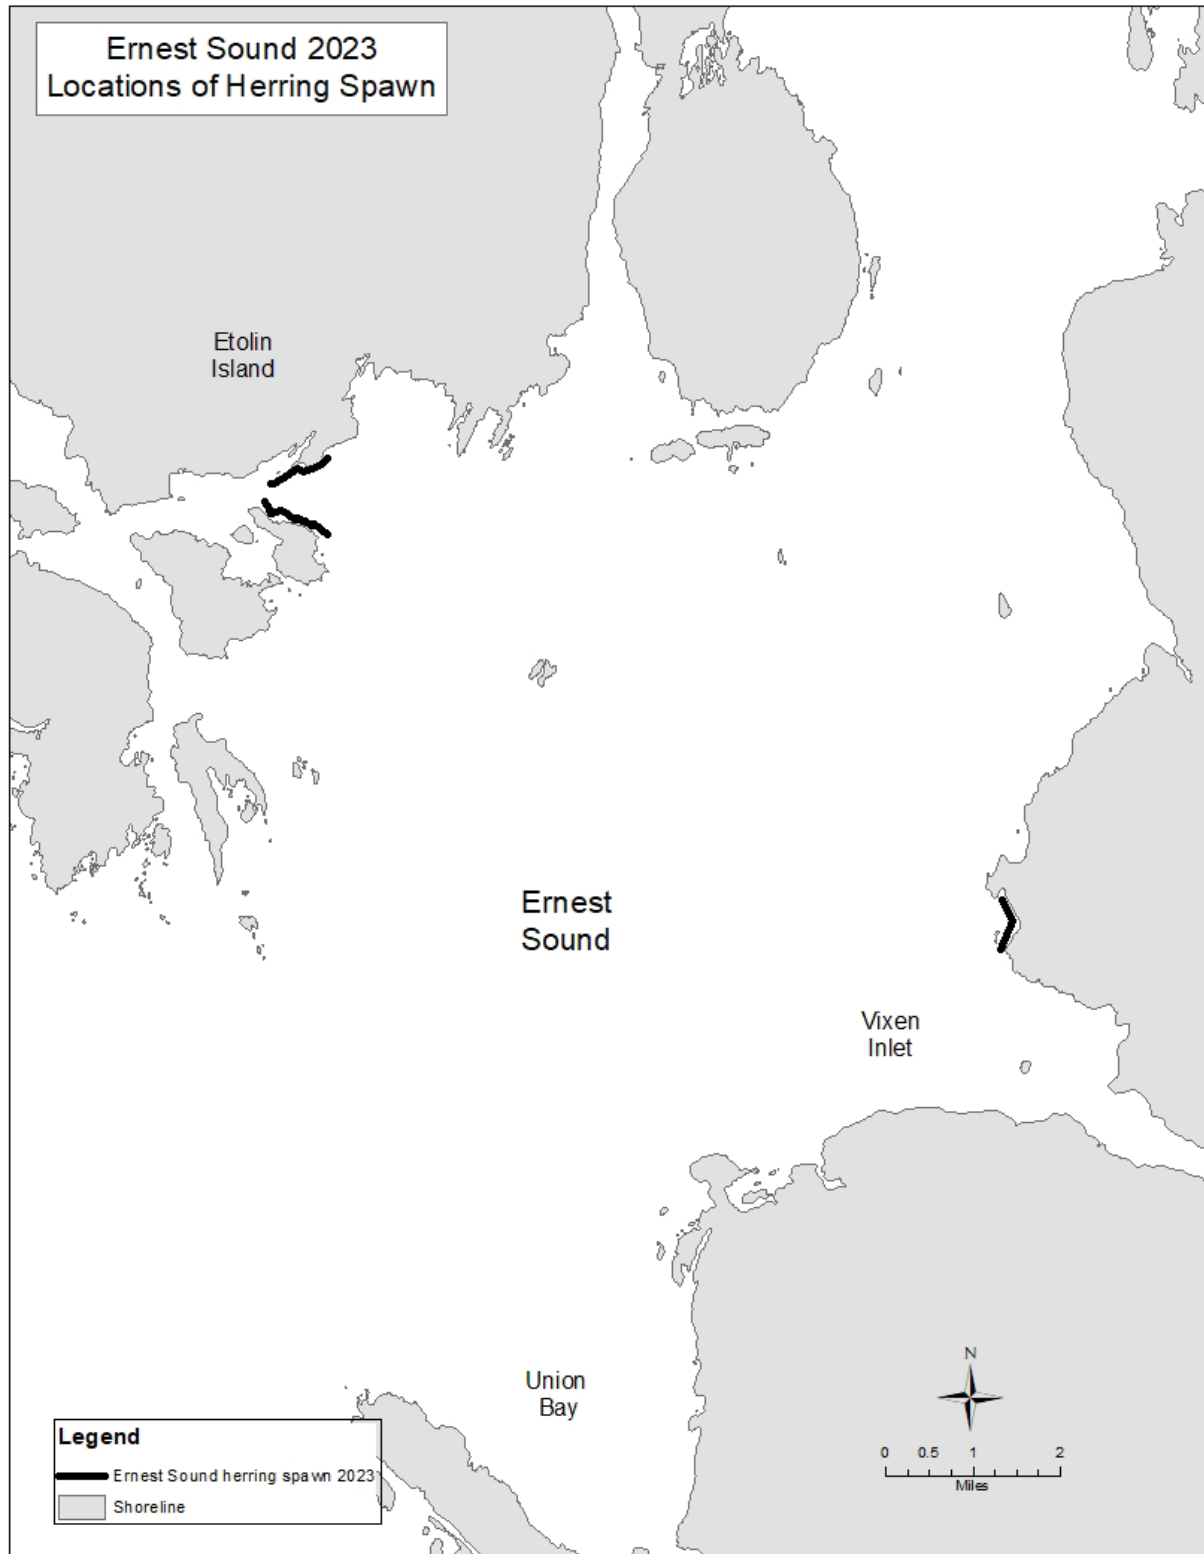 Ernest Sound 2023
Locations of Herring Spawn
Etolin
Island
Ernest
Sound
Vixen
Inlet
Union
Bay
N
0 0.5 1 2
Miles
Legend
Ernest Sound herring spawn 2023
Shoreline